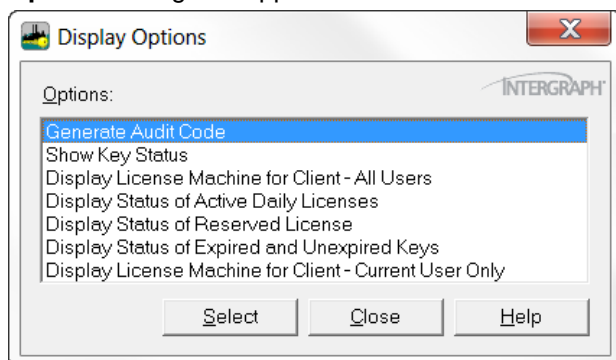 Display Options
X
INTERGRAPH
Options:
Generate Audit Code
Show Key Status
Display License Machine for Client - All Users
Display Status of Active Daily Licenses
Display Status of Reserved License
Display Status of Expired and Unexpired Keys
Display License Machine for Client - Current User Only
Select Close Help